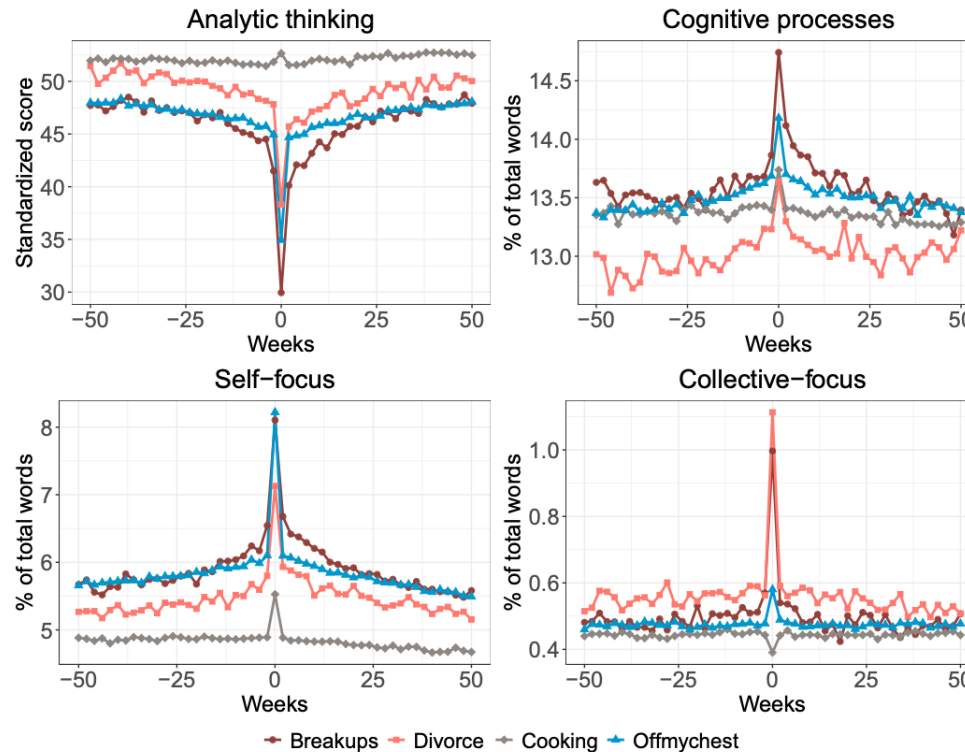 Analytic thinking
Standardized score
50
45
40
35
30
−50 −25 0 25 50
Weeks
Cognitive processes
% of total words
14.5
14.0
13.5
13.0
−50 −25 0 25 50
Weeks
Self−focus
% of total words
8
7
6
5
−50 −25 0 25 50
Weeks
Collective−focus
% of total words
1.0
0.8
0.6
0.4
−50 −25 0 25 50
Weeks
Breakups Divorce Cooking Offmychest